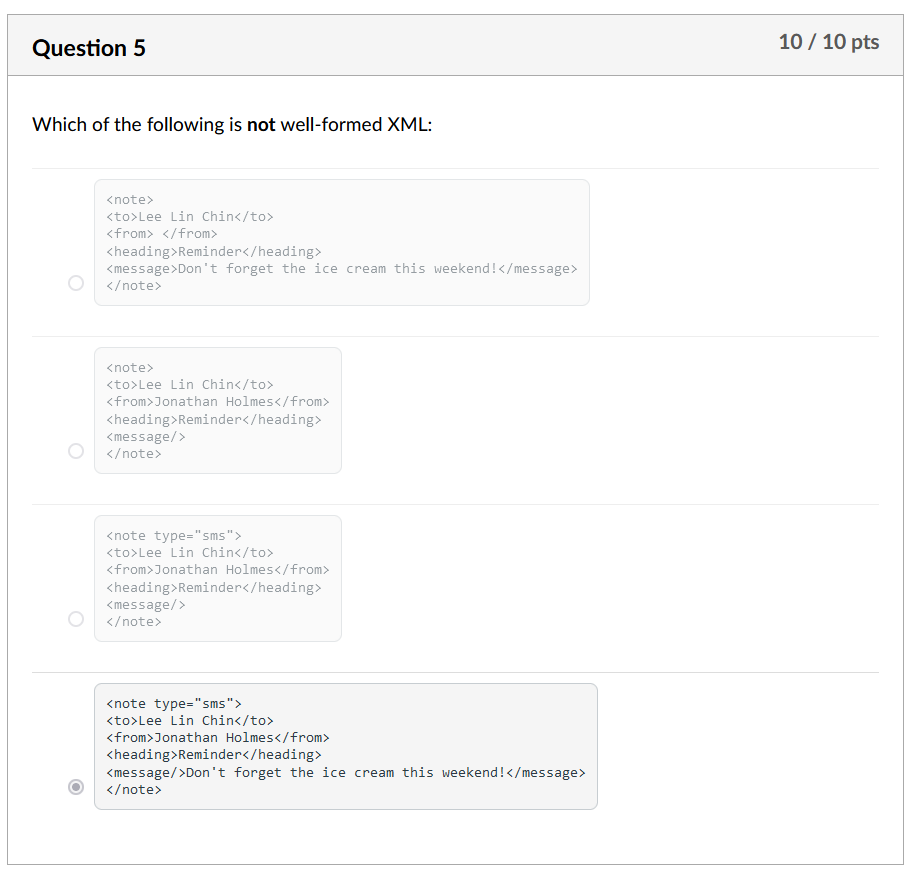 Question 5
10 / 10 pts
Which of the following is not well-formed XML:
<note>
<to>Lee Lin Chin</to>
<from> </from>
<heading>Reminder</heading>
<message>Don't forget the ice cream this weekend!</message>
</note>
<note>
<to>Lee Lin Chin</to>
<from>Jonathan Holmes</from>
<heading>Reminder</heading>
<message/>
</note>
<note type="sms">
<to>Lee Lin Chin</to>
<from>Jonathan Holmes</from>
<heading>Reminder</heading>
<message/>
</note>
<note type="sms">
<to>Lee Lin Chin</to>
<from>Jonathan Holmes</from>
<heading>Reminder</heading>
<message/>Don't forget the ice cream this weekend!</message>
</note>